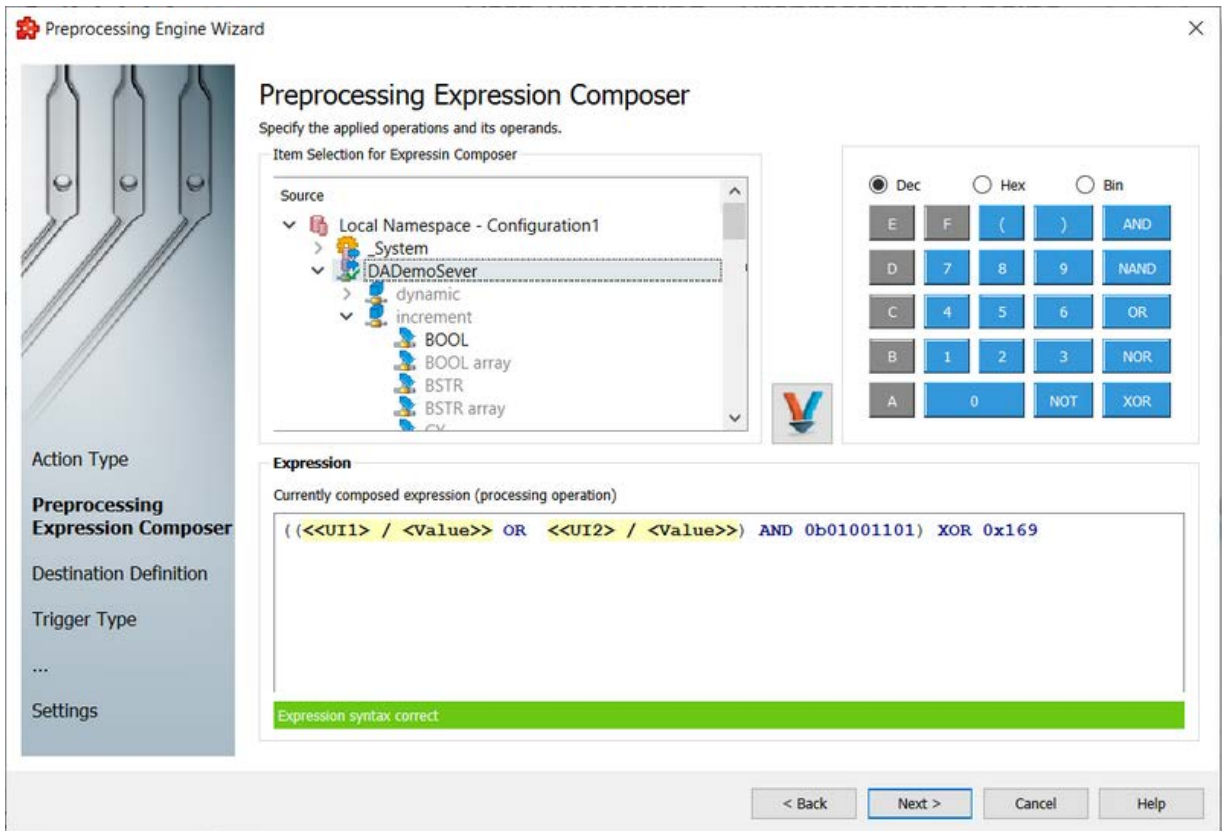 Preprocessing Engine Wizard
Preprocessing Expression Composer
Specify the applied operations and its operands.
Item Selection for Expressin Composer
Source
Local Namespace - Configuration1
_System
DADemoSever
dynamic
increment
BOOL
BOOL array
BSTR
BSTR array
CY
Dec Hex Bin
E F ( ) AND
D 7 8 9 NAND
C 4 5 6 OR
B 1 2 3 NOR
A 0 NOT XOR
Action Type
Preprocessing
Expression Composer
Destination Definition
Trigger Type
...
Settings
Expression
Currently composed expression (processing operation)
((<<UI1> / <Value>> OR <<UI2> / <Value>>) AND 0b01001101) XOR 0x169
Expression syntax correct
< Back Next > Cancel Help